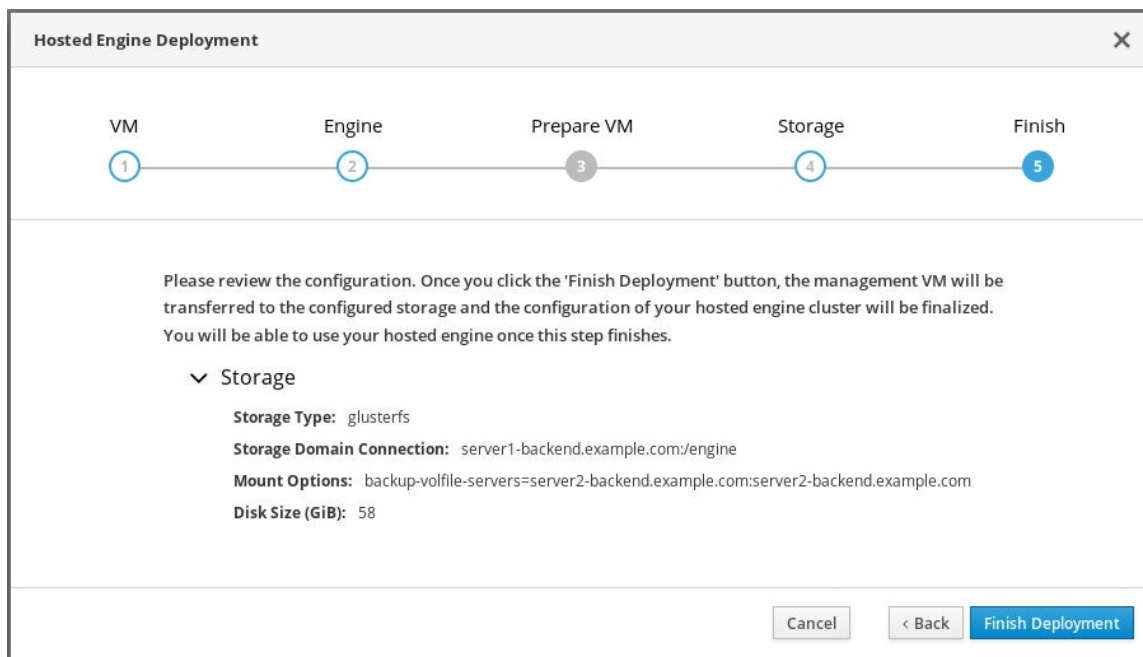 Hosted Engine Deployment
VM Engine Prepare VM Storage Finish
1 2 3 4 5
Please review the configuration. Once you click the 'Finish Deployment' button, the management VM will be
transferred to the configured storage and the configuration of your hosted engine cluster will be finalized.
You will be able to use your hosted engine once this step finishes.
Storage
Storage Type: glusterfs
Storage Domain Connection: server1-backend.example.com:/engine
Mount Options: backup-volfile-servers=server2-backend.example.com:server2-backend.example.com
Disk Size (GiB): 58
Cancel < Back Finish Deployment